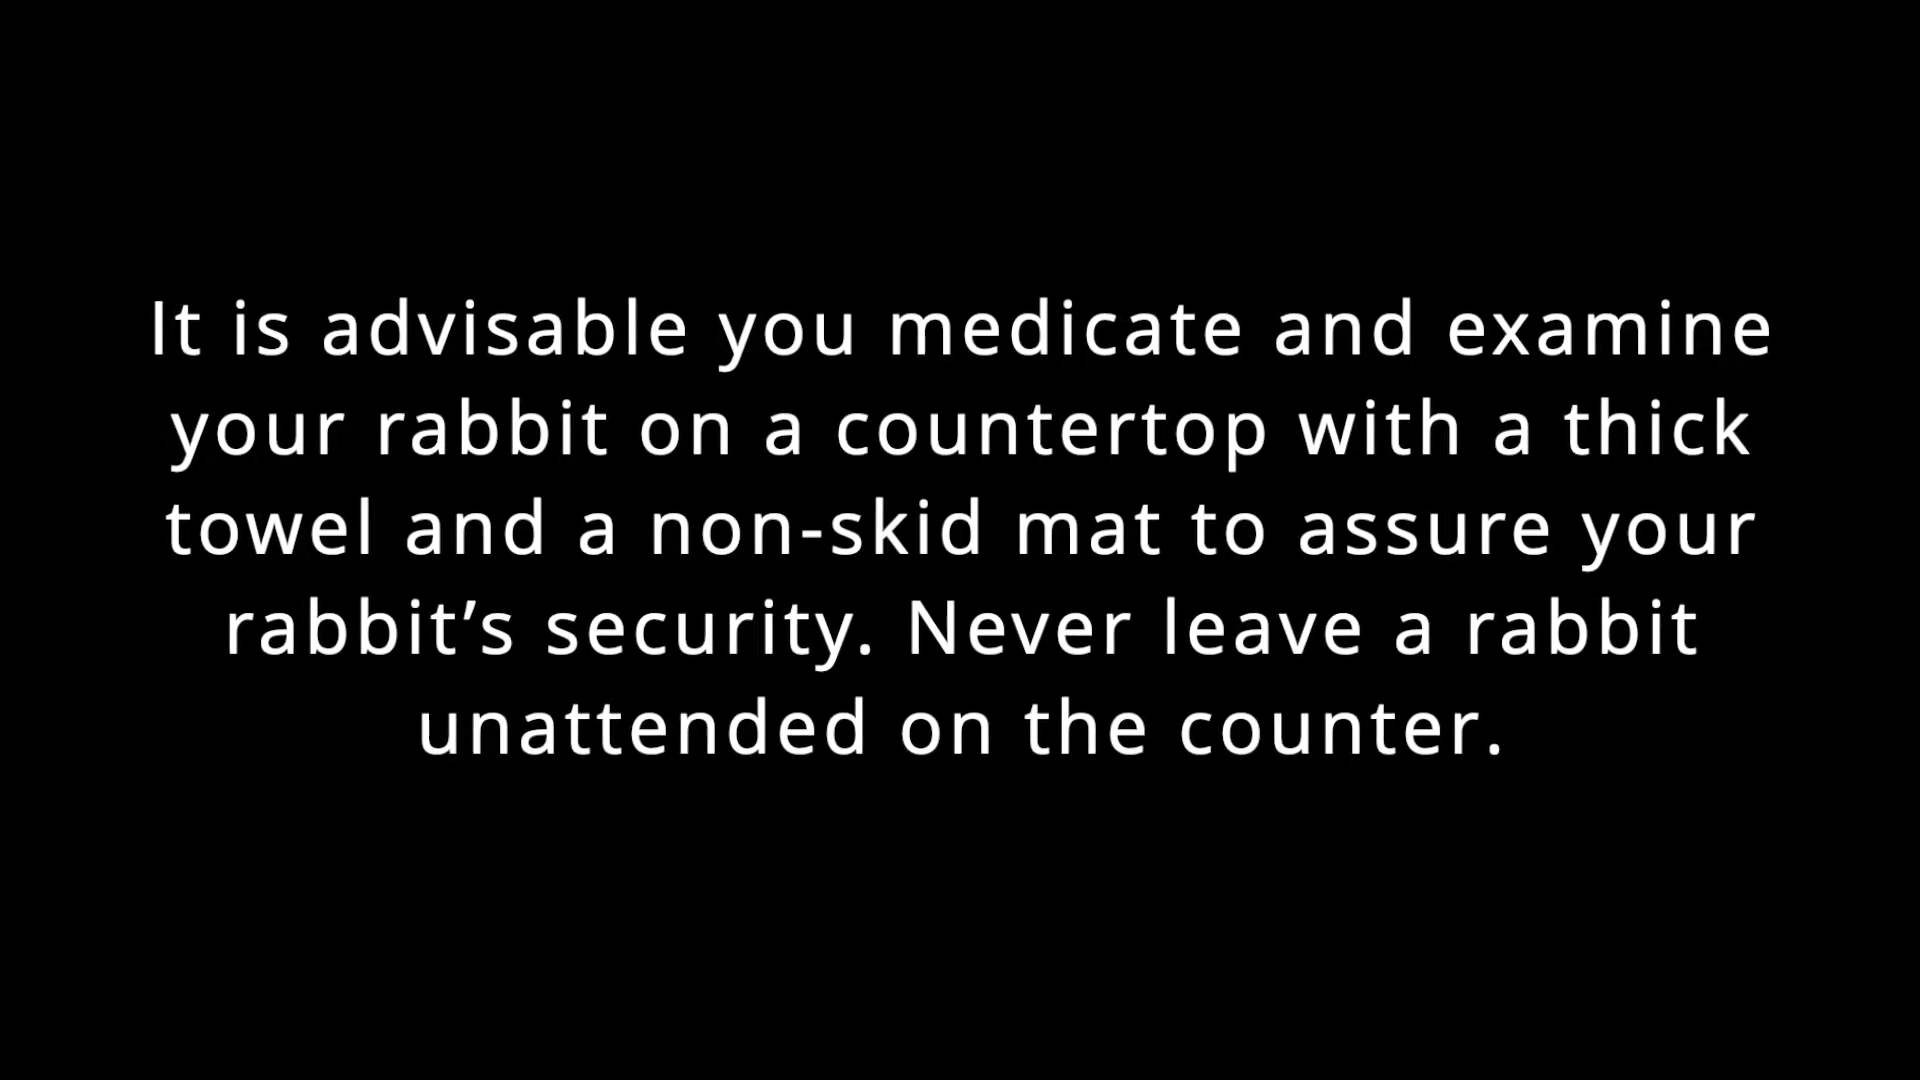 It is advisable you medicate and examine
your rabbit on a countertop with a thick
towel and a non-skid mat to assure your
rabbit’s security. Never leave a rabbit
unattended on the counter.